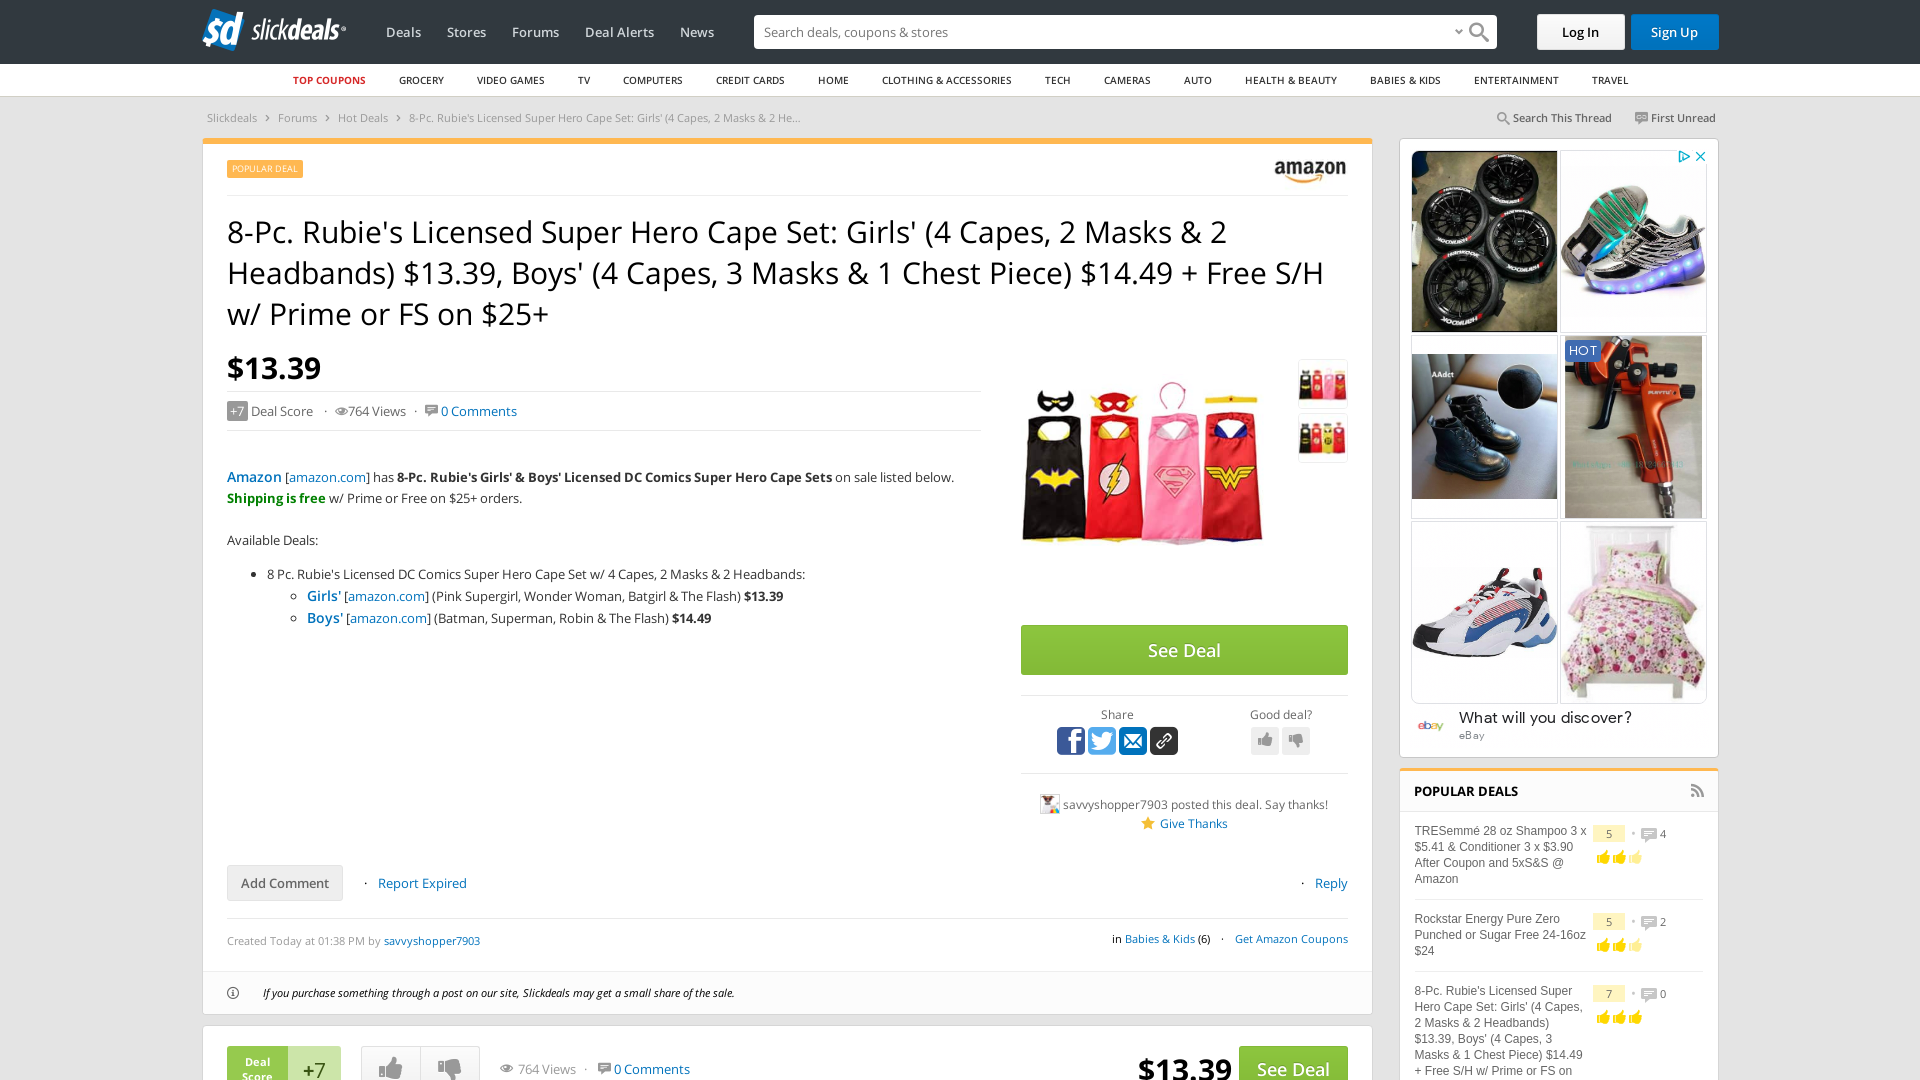 sd slickdeals
Deals
Stores
Forums
Deal Alerts
News
Search deals, coupons & stores
Log In
Sign Up
TOP COUPONS
GROCERY
VIDEO GAMES
TV
COMPUTERS
CREDIT CARDS
HOME
CLOTHING & ACCESSORIES
TECH
CAMERAS
AUTO
HEALTH & BEAUTY
BABIES & KIDS
ENTERTAINMENT
TRAVEL
Slickdeals › Forums › Hot Deals › 8-Pc. Rubie's Licensed Super Hero Cape Set: Girls' (4 Capes, 2 Masks & 2 He...
Search This Thread
First Unread
POPULAR DEAL
amazon
8-Pc. Rubie's Licensed Super Hero Cape Set: Girls' (4 Capes, 2 Masks & 2
Headbands) $13.39, Boys' (4 Capes, 3 Masks & 1 Chest Piece) $14.49 + Free S/H
w/ Prime or FS on $25+
$13.39
+7 Deal Score · 764 Views · 0 Comments
Amazon [amazon.com] has 8-Pc. Rubie's Girls' & Boys' Licensed DC Comics Super Hero Cape Sets on sale listed below.
Shipping is free w/ Prime or Free on $25+ orders.
Available Deals:
8 Pc. Rubie's Licensed DC Comics Super Hero Cape Set w/ 4 Capes, 2 Masks & 2 Headbands:
Girls' [amazon.com] (Pink Supergirl, Wonder Woman, Batgirl & The Flash) $13.39
Boys' [amazon.com] (Batman, Superman, Robin & The Flash) $14.49
See Deal
Share
Good deal?
savvyshopper7903 posted this deal. Say thanks!
Give Thanks
Add Comment
· Report Expired
· Reply
Created Today at 01:38 PM by savvyshopper7903
in Babies & Kids (6) · Get Amazon Coupons
If you purchase something through a post on our site, Slickdeals may get a small share of the sale.
Deal
Score
+7
764 Views · 0 Comments
$13.39
See Deal
HOT
AAdct
What will you discover?
ebay
eBay
POPULAR DEALS
TRESemmé 28 oz Shampoo 3 x
$5.41 & Conditioner 3 x $3.90
After Coupon and 5xS&S @
Amazon
5 • 4
Rockstar Energy Pure Zero
Punched or Sugar Free 24-16oz
$24
5 • 2
8-Pc. Rubie's Licensed Super
Hero Cape Set: Girls' (4 Capes,
2 Masks & 2 Headbands)
$13.39, Boys' (4 Capes, 3
Masks & 1 Chest Piece) $14.49
+ Free S/H w/ Prime or FS on
7 • 0